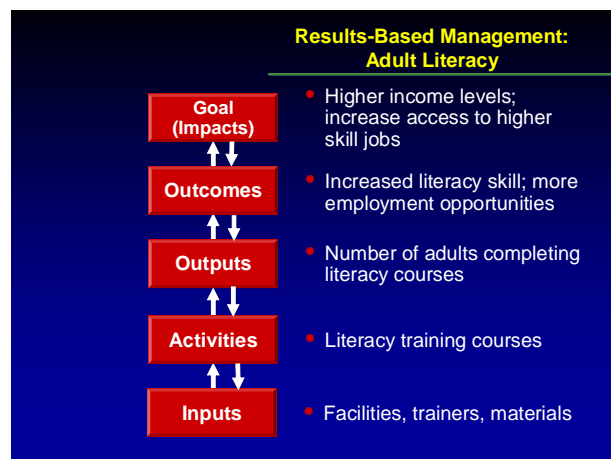 Results-Based Management:
Adult Literacy
Goal
(Impacts)
• Higher income levels;
increase access to higher
skill jobs
Outcomes
• Increased literacy skill; more
employment opportunities
Outputs
• Number of adults completing
literacy courses
Activities
• Literacy training courses
Inputs
• Facilities, trainers, materials